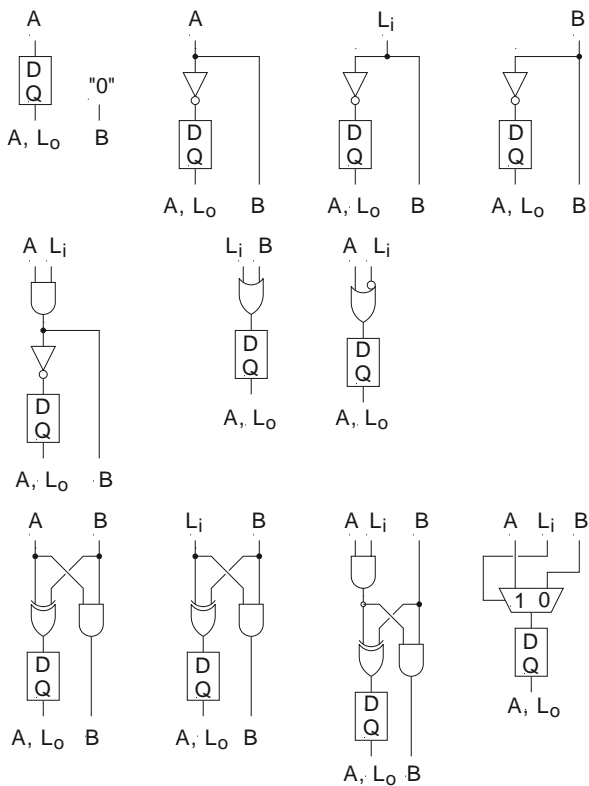 A A Li B
D
Q
"0"
D
Q
D
Q
D
Q
A, Lo B
A, Lo B A, Lo B A, Lo B
A Li Li B A Li
D
Q
D
Q
D
Q
A, Lo A, Lo
A, Lo B
A B Li B A Li B A Li B
1 0
D
Q
D
Q
D
Q
D
Q
A, Lo
A, Lo B A, Lo B
A, Lo B